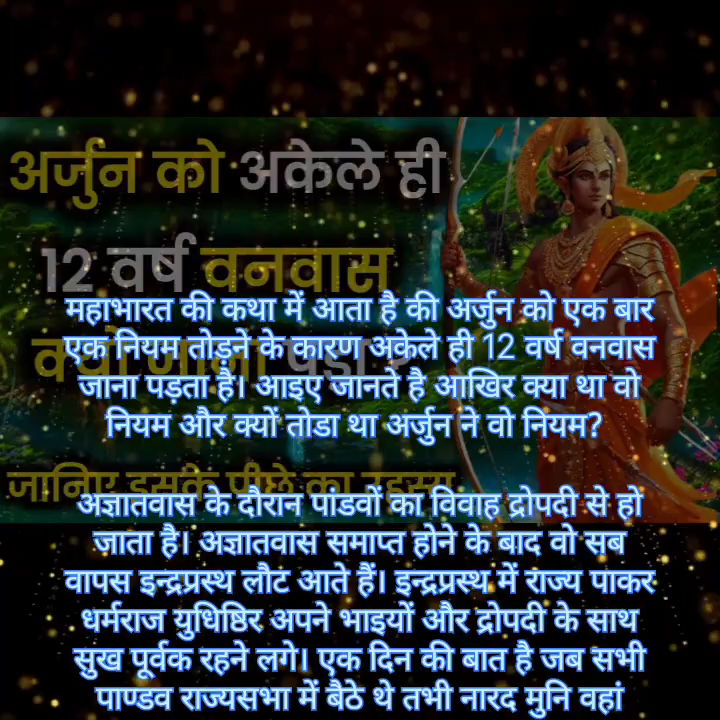 अर्जुन को अकेले ही
12 वर्ष वनवास
महाभारत की कथा में आता है की अर्जुन को एक बार
एक नियम तोड़ने के कारण अकेले ही 12 वर्ष वनवास
जाना पड़ता है। आइए जानते है आखिर क्या था वो
नियम और क्यों तोडा था अर्जुन ने वो नियम?
जानिए इसके पीछे का रहस्य
अज्ञातवास के दौरान पांडवों का विवाह द्रोपदी से हो
जाता है। अज्ञातवास समाप्त होने के बाद वो सब
वापस इन्द्रप्रस्थ लौट आते हैं। इन्द्रप्रस्थ में राज्य पाकर
धर्मराज युधिष्ठिर अपने भाइयों और द्रोपदी के साथ
सुख पूर्वक रहने लगे। एक दिन की बात है जब सभी
पाण्डव राज्यसभा में बैठे थे तभी नारद मुनि वहां